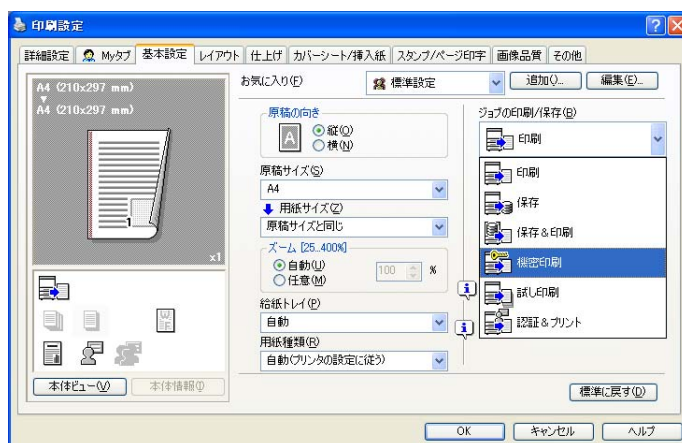 印刷設定
詳細設定 Myタブ 基本設定 レイアウト 仕上げ カバーシート/挿入紙 スタンプ/ページ印字 画像品質 その他
A4 (210x297 mm)
A4 (210x297 mm)
1
x1
本体ビュー(V) 本体情報(I)
お気に入り(F) 標準設定 追加()... 編集(E)...
原稿の向き
A
縦(O)
横(N)
原稿サイズ(S)
A4
用紙サイズ(Z)
原稿サイズと同じ
ズーム [25..400%]
自動(U)
任意(M)
100 %
給紙トレイ(P)
自動
用紙種類(R)
自動(プリンタの設定に従う)
ジョブの印刷/保存(B)
印刷
印刷
保存
保存&印刷
機密印刷
試し印刷
認証&プリント
標準に戻す(D)
OK キャンセル ヘルプ